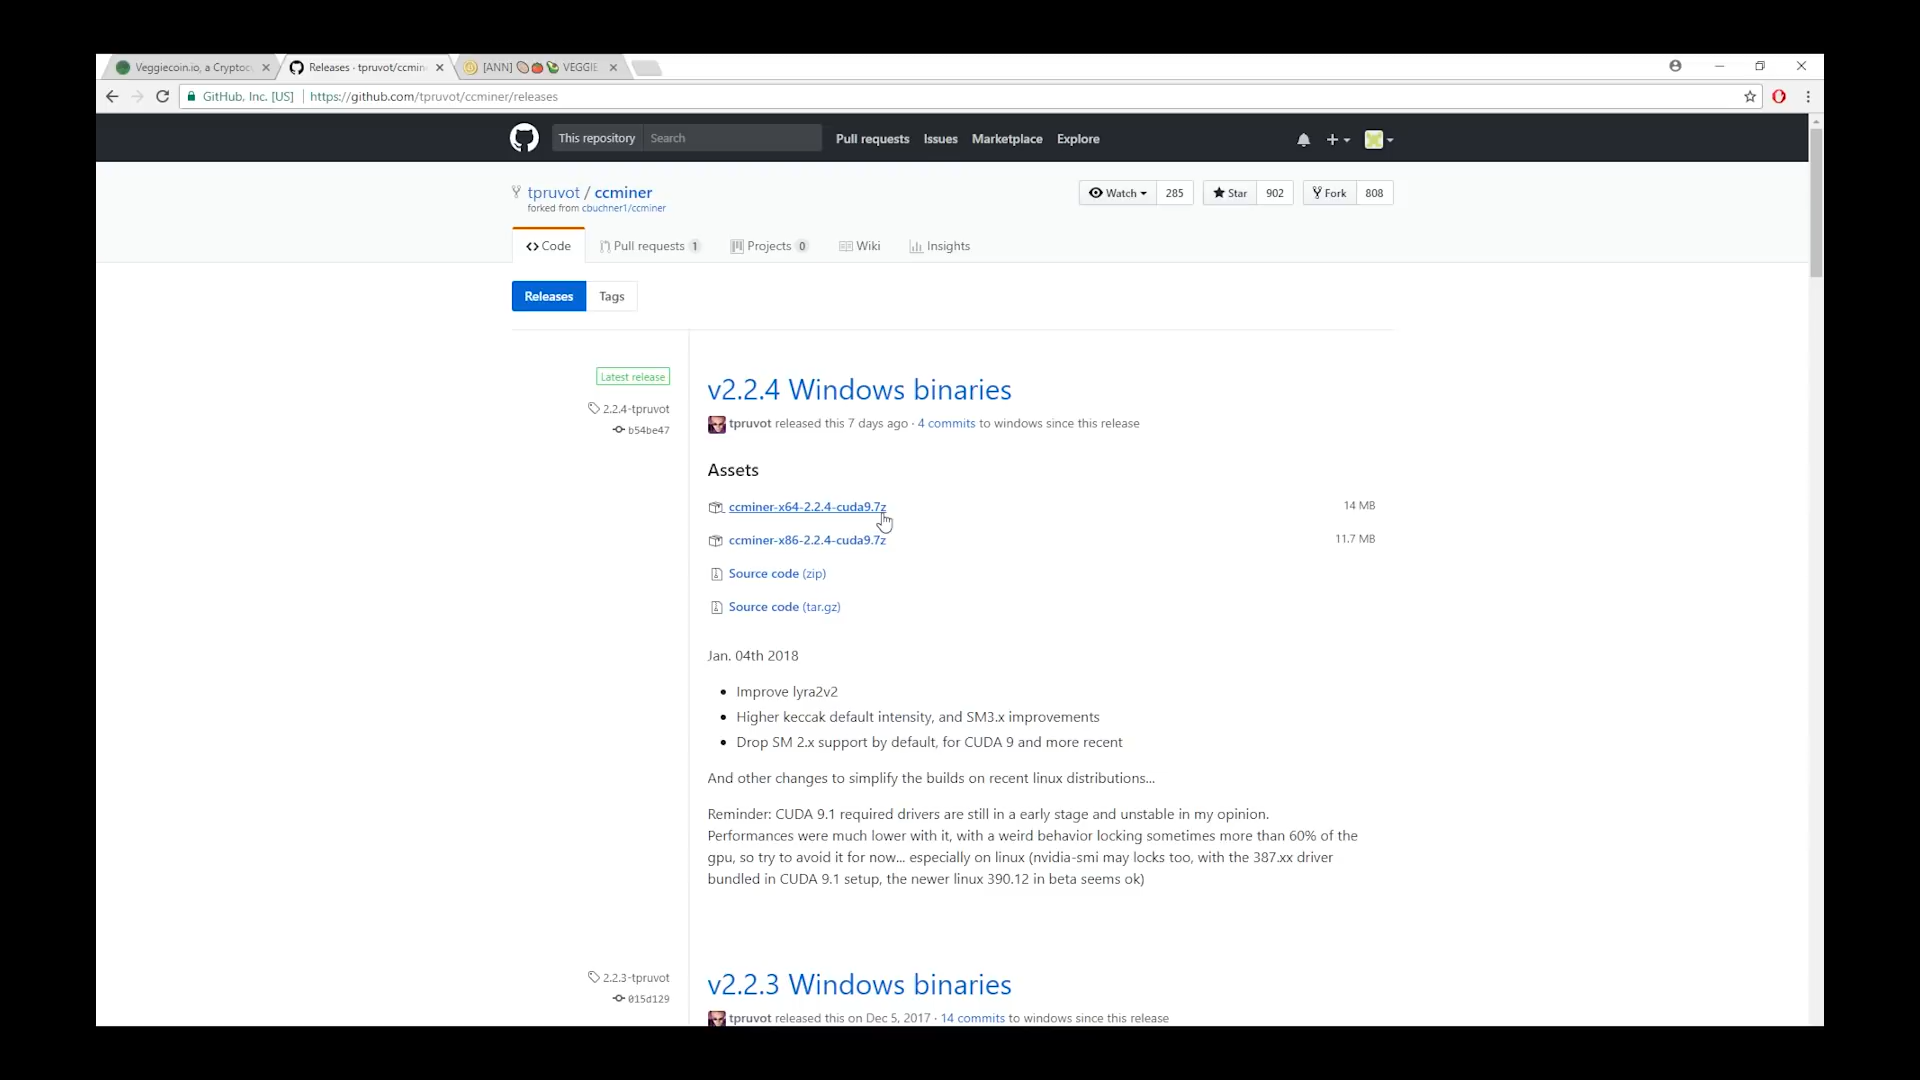 Veggiecoin.io, a Cryptoc
Releases · tpruvot/ccmin
[ANN] 🥔🍅🥬 VEGGIE
GitHub, Inc. [US] https://github.com/tpruvot/ccminer/releases
This repository Search Pull requests Issues Marketplace Explore
tpruvot / ccminer
forked from cbuchner1/ccminer
Watch 285 Star 902 Fork 808
Code Pull requests 1 Projects 0 Wiki Insights
Releases Tags
Latest release
2.2.4-tpruvot
b54be47
v2.2.4 Windows binaries
tpruvot released this 7 days ago · 4 commits to windows since this release
Assets
ccminer-x64-2.2.4-cuda9.7z 14 MB
ccminer-x86-2.2.4-cuda9.7z 11.7 MB
Source code (zip)
Source code (tar.gz)
Jan. 04th 2018
• Improve lyra2v2
• Higher keccak default intensity, and SM3.x improvements
• Drop SM 2.x support by default, for CUDA 9 and more recent
And other changes to simplify the builds on recent linux distributions...
Reminder: CUDA 9.1 required drivers are still in a early stage and unstable in my opinion.
Performances were much lower with it, with a weird behavior locking sometimes more than 60% of the
gpu, so try to avoid it for now... especially on linux (nvidia-smi may locks too, with the 387.xx driver
bundled in CUDA 9.1 setup, the newer linux 390.12 in beta seems ok)
2.2.3-tpruvot
015d129
v2.2.3 Windows binaries
tpruvot released this on Dec 5, 2017 · 14 commits to windows since this release